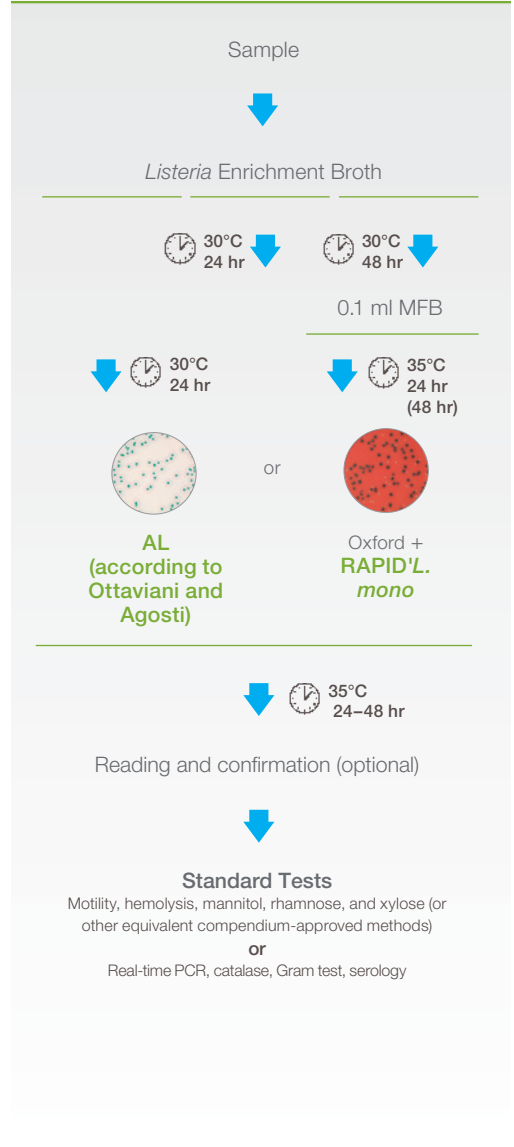 Sample
Listeria Enrichment Broth
30°C
24 hr
30°C
48 hr
0.1 ml MFB
30°C
24 hr
35°C
24 hr
(48 hr)
or
AL
(according to
Ottaviani and
Agosti)
Oxford +
RAPID'L.
mono
35°C
24–48 hr
Reading and confirmation (optional)
Standard Tests
Motility, hemolysis, mannitol, rhamnose, and xylose (or
other equivalent compendium-approved methods)
or
Real-time PCR, catalase, Gram test, serology